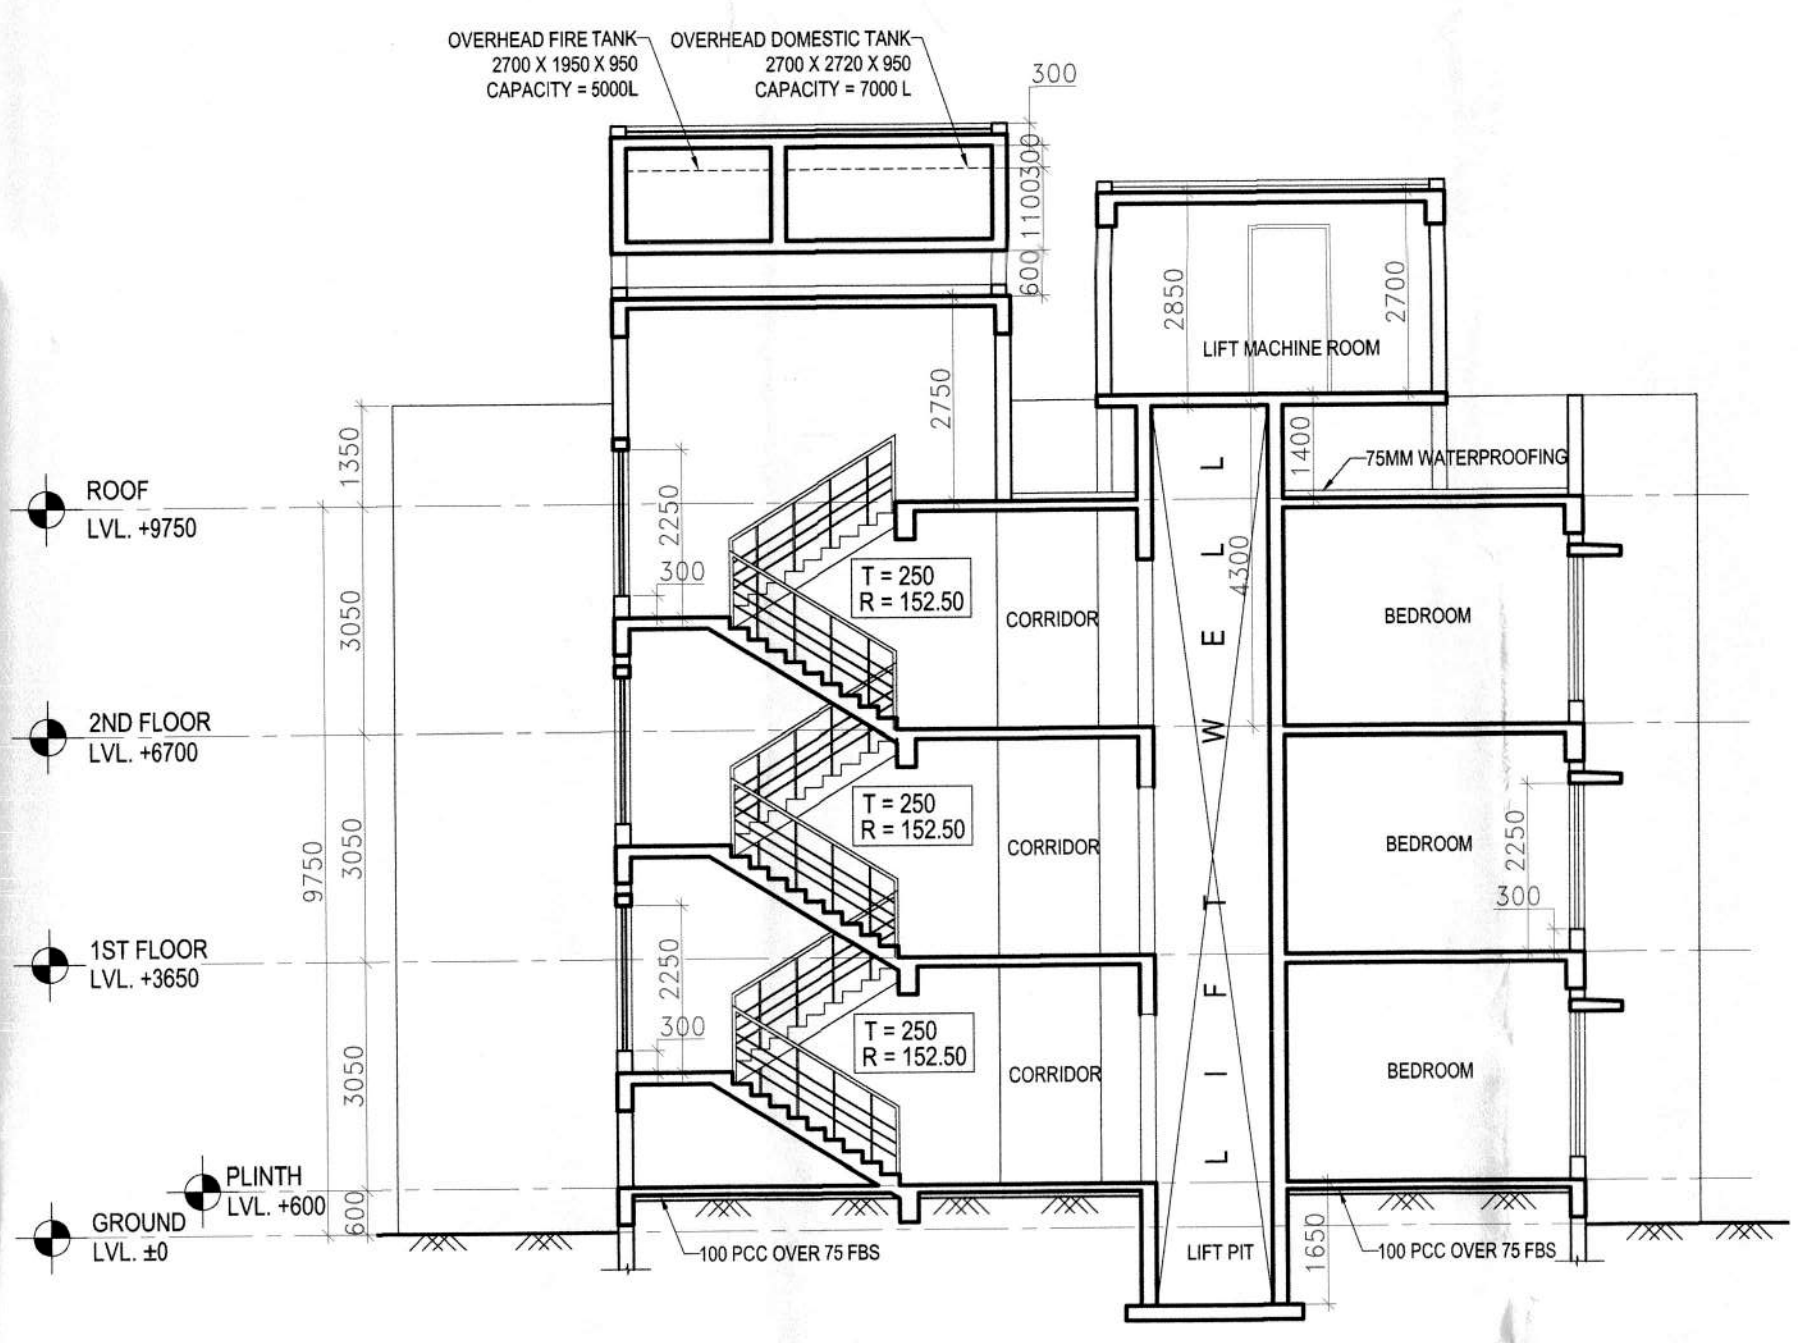 OVERHEAD FIRE TANK
2700 X 1950 X 950
CAPACITY = 5000L
OVERHEAD DOMESTIC TANK
2700 X 2720 X 950
CAPACITY = 7000 L
300
300
1100
600
2850
2700
LIFT MACHINE ROOM
2750
1350
1400
75MM WATERPROOFING
ROOF
LVL. +9750
2250
300
T = 250
R = 152.50
CORRIDOR
4300
BEDROOM
3050
2ND FLOOR
LVL. +6700
T = 250
R = 152.50
CORRIDOR
BEDROOM
2250
300
3050
9750
1ST FLOOR
LVL. +3650
2250
300
T = 250
R = 152.50
CORRIDOR
BEDROOM
3050
LIFT WELL
PLINTH
LVL. +600
600
GROUND
LVL. ±0
100 PCC OVER 75 FBS
LIFT PIT
1650
100 PCC OVER 75 FBS